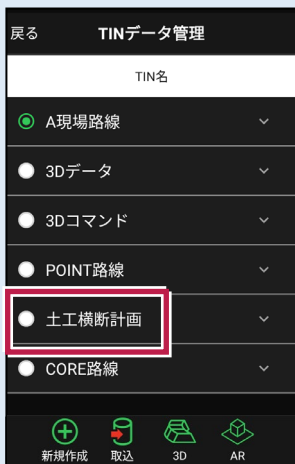 戻る TINデータ管理
TIN名
A現場路線
3Dデータ
3Dコマンド
POINT路線
土工横断計画
CORE路線
新規作成 取込 3D AR